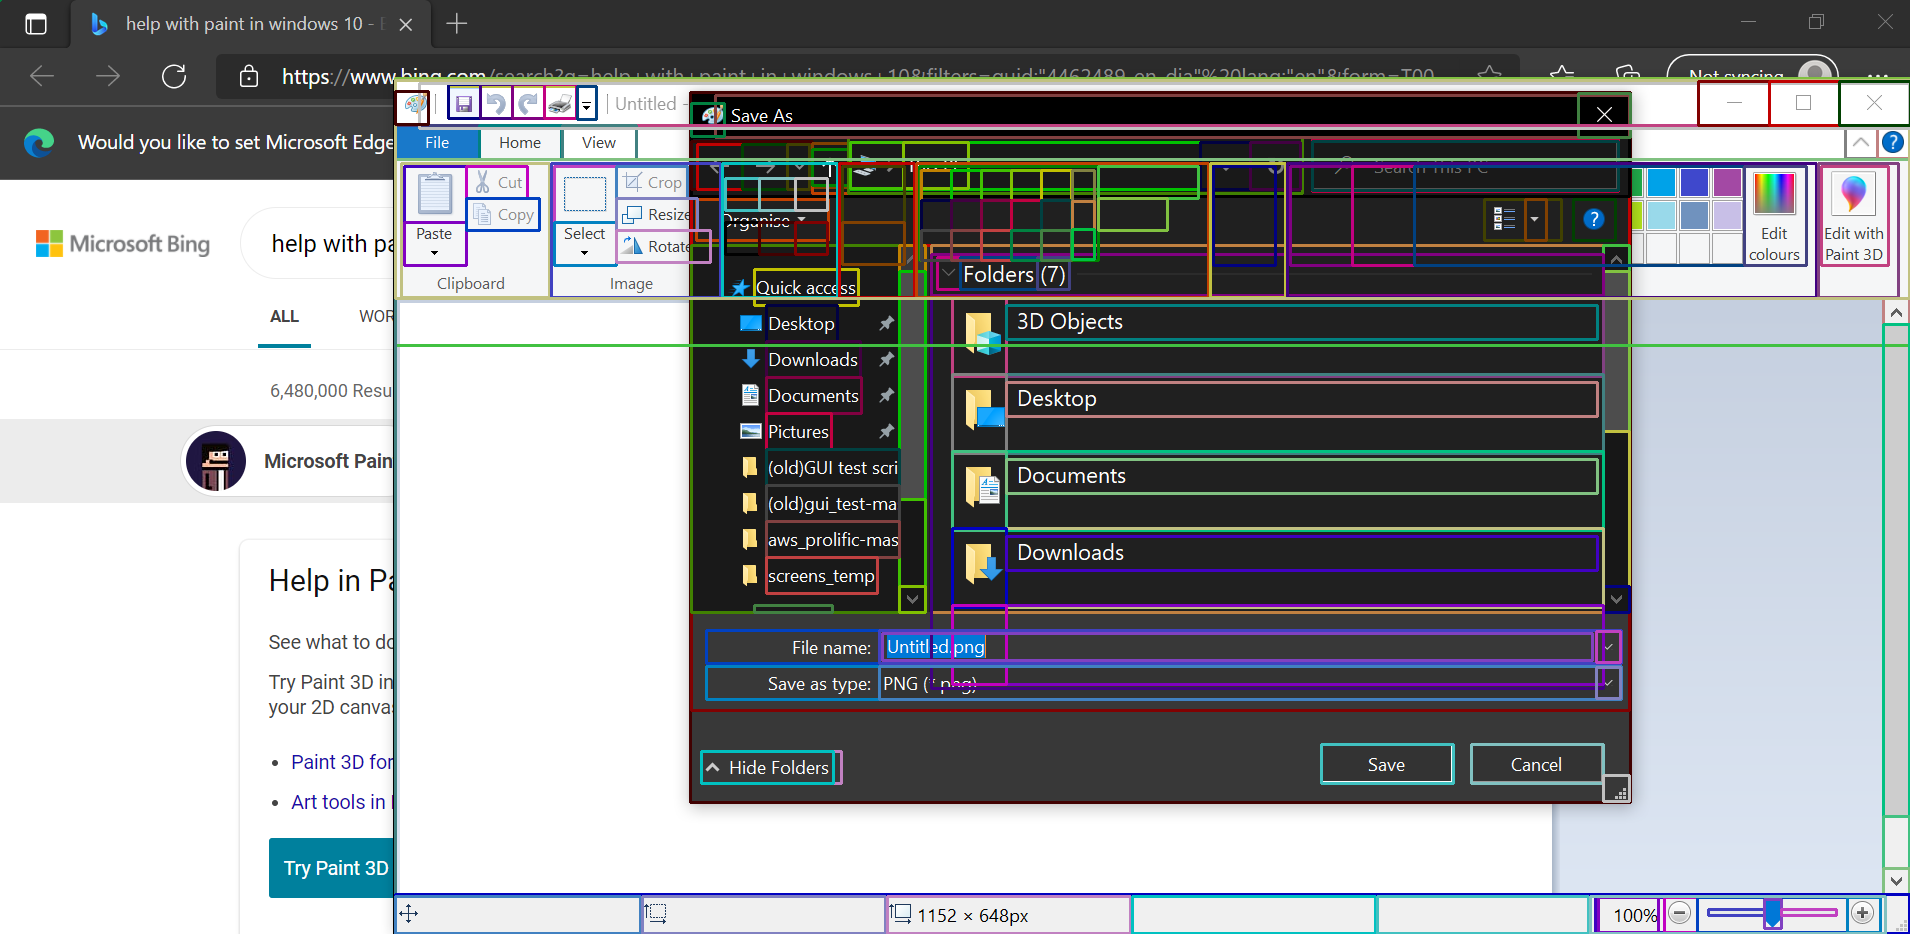 help with paint in windows 10 -
https://www.bing.com/search?q=help+with+paint+in+windows+10&filters=guid:"4462489-en-dia"%20lang:"en"&form=T00
Not syncing
Would you like to set Microsoft Edge
Untitled -
File
Home
View
Paste
Cut
Copy
Clipboard
Select
Crop
Resize
Rotate
Image
Edit
colours
Edit with
Paint 3D
Microsoft Bing
help with pa
ALL
WOR
6,480,000 Resu
Microsoft Pain
Help in Pa
See what to do
Try Paint 3D in
your 2D canvas
• Paint 3D for
• Art tools in
Try Paint 3D
Save As
Search This PC
Organise
Quick access
Desktop
Downloads
Documents
Pictures
(old)GUI test scri
(old)gui_test-ma
aws_prolific-mas
screens_temp
Folders (7)
3D Objects
Desktop
Documents
Downloads
File name: Untitled.png
Save as type: PNG (*.png)
Hide Folders
Save
Cancel
1152 × 648px
100%